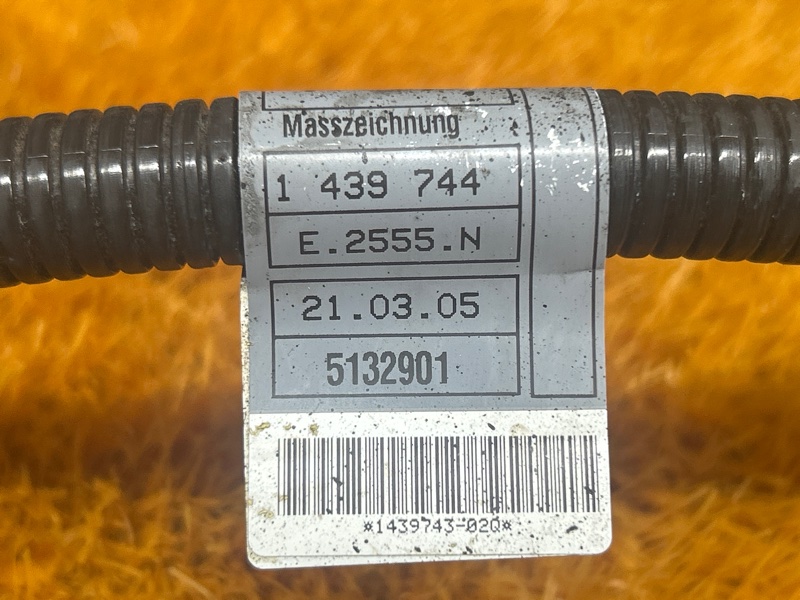 Masszeichnung
1 439 744
E.2555.N
21.03.05
5132901
*1439743-02Q*